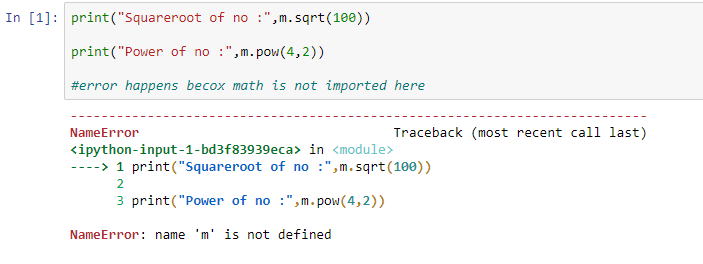 In [1]: print("Squareroot of no :",m.sqrt(100))
print("Power of no :",m.pow(4,2))
#error happens becox math is not imported here
---------------------------------------------------------------------------
NameError                                 Traceback (most recent call last)
<ipython-input-1-bd3f83939eca> in <module>
----> 1 print("Squareroot of no :",m.sqrt(100))
      2
      3 print("Power of no :",m.pow(4,2))
NameError: name 'm' is not defined